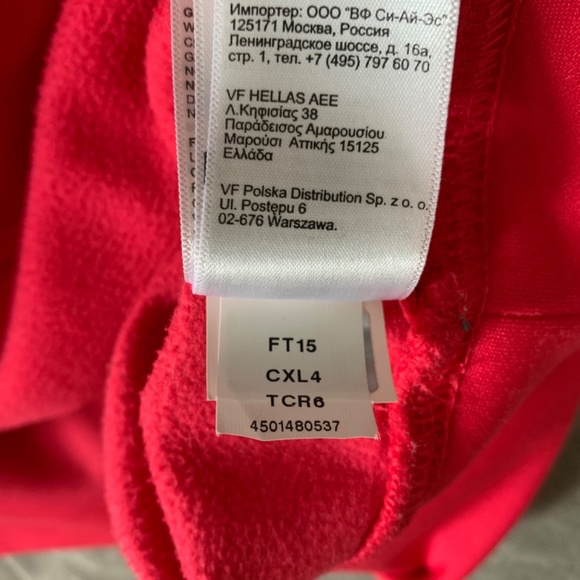 Импортер: ООО "ВФ Си-Ай-Эс"
125171 Москва, Россия
Ленинградское шоссе, д. 16а,
стр. 1, тел. +7 (495) 797 60 70
VF HELLAS AEE
Λ.Κηφισίας 38
Παράδεισος Αμαρουσίου
Μαρούσι Αττικής 15125
Ελλάδα
VF Polska Distribution Sp. z o. o.
Ul. Postępu 6
02-676 Warszawa.
FT15
CXL4
TCR6
4501480537